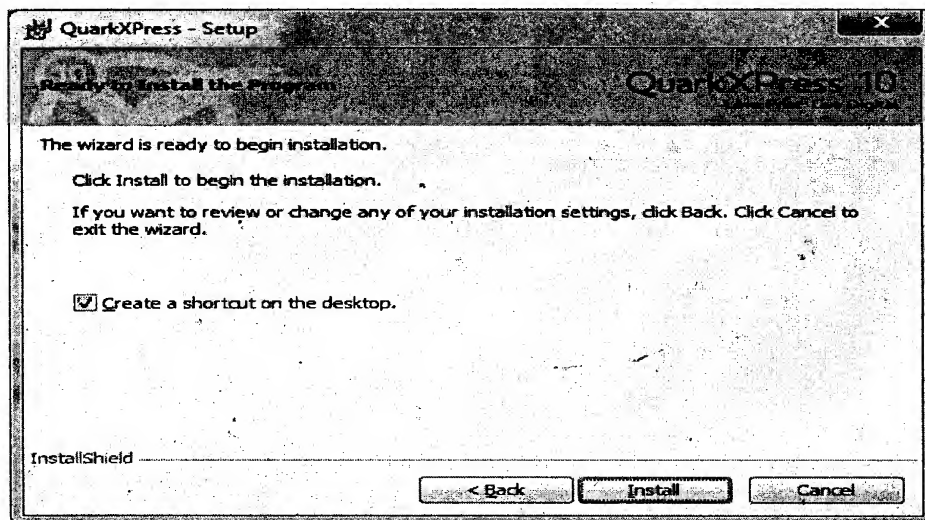 QuarkXPress - Setup
Ready to Install the Program
QuarkXPress 10
The wizard is ready to begin installation.
Click Install to begin the installation.
If you want to review or change any of your installation settings, click Back. Click Cancel to
exit the wizard.
Create a shortcut on the desktop.
InstallShield
< Back
Install
Cancel